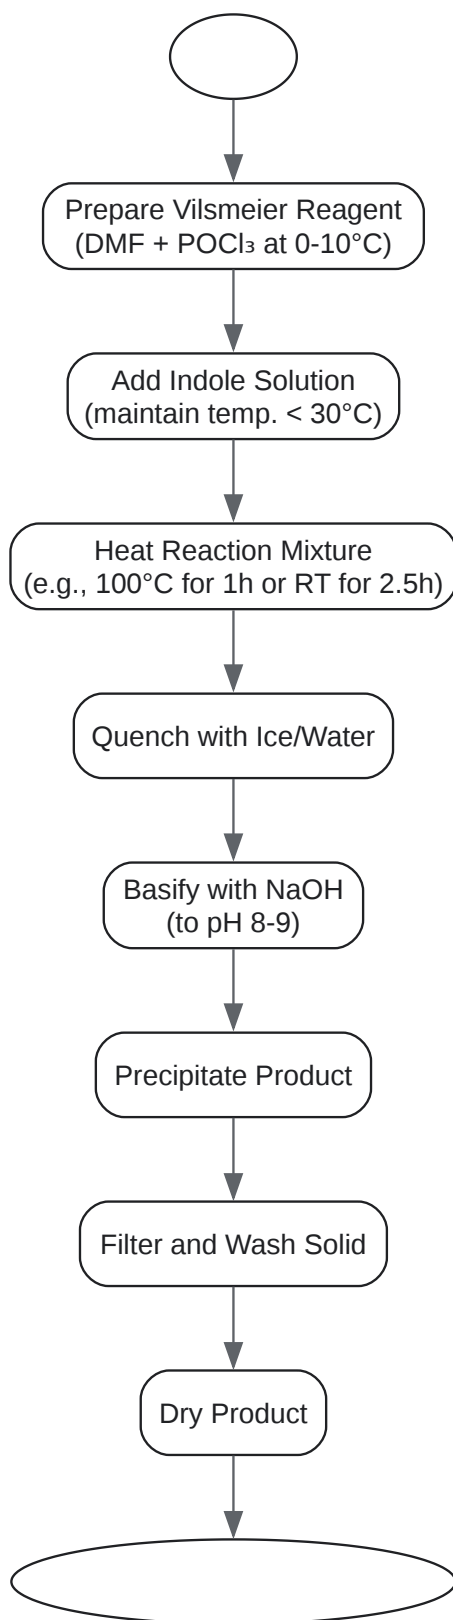 Prepare Vilsmeier Reagent
(DMF + POCl₃ at 0-10°C)
Add Indole Solution
(maintain temp. < 30°C)
Heat Reaction Mixture
(e.g., 100°C for 1h or RT for 2.5h)
Quench with Ice/Water
Basify with NaOH
(to pH 8-9)
Precipitate Product
Filter and Wash Solid
Dry Product